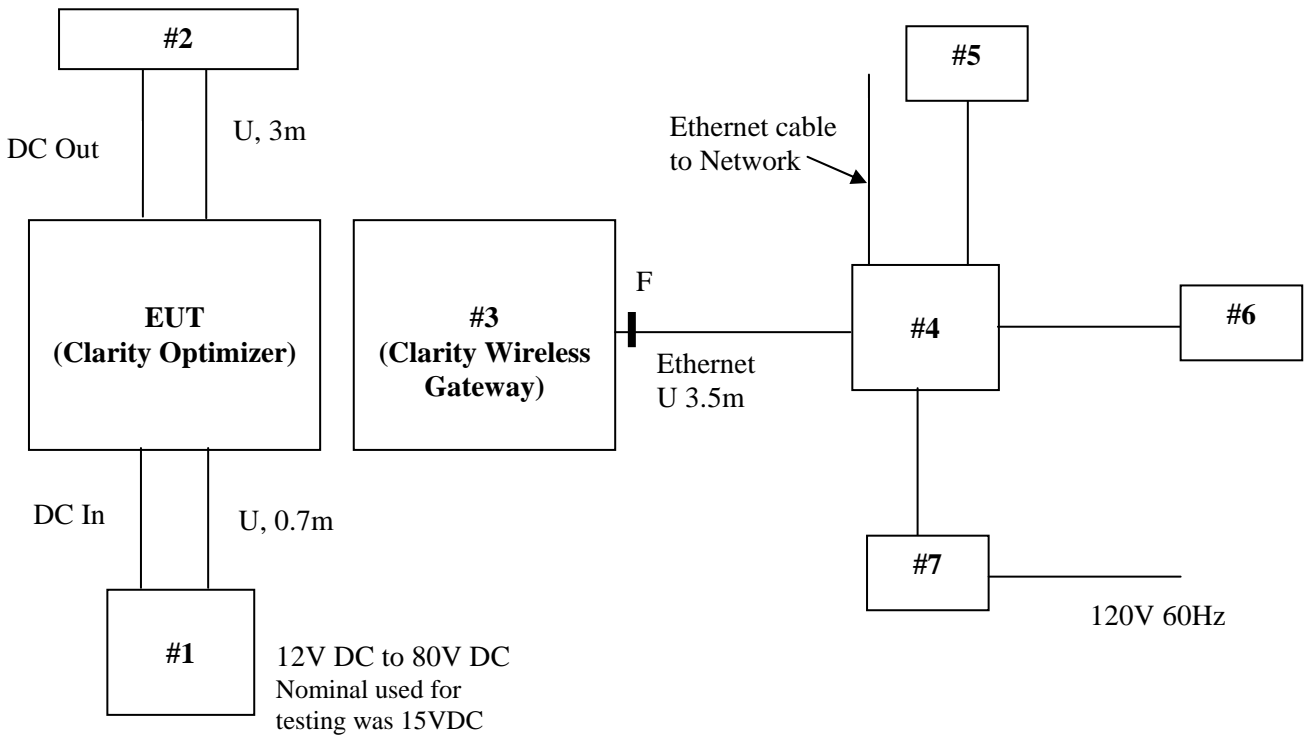 #2
#5
DC Out
U, 3m
Ethernet cable
to Network
EUT
(Clarity Optimizer)
#3
(Clarity Wireless
Gateway)
F
Ethernet
U 3.5m
#4
#6
DC In
U, 0.7m
#7
120V 60Hz
#1
12V DC to 80V DC
Nominal used for
testing was 15VDC